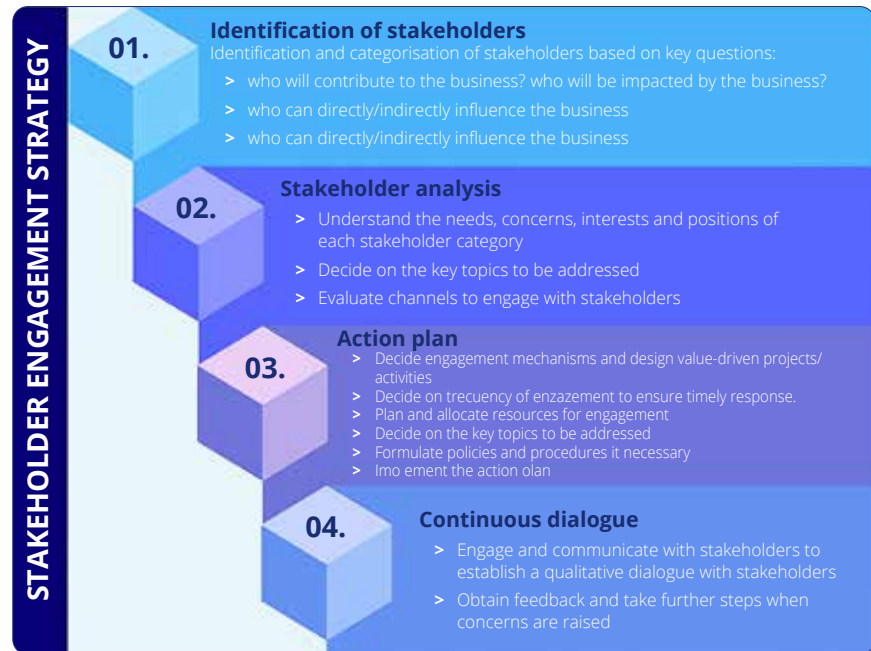 STAKEHOLDER ENGAGEMENT STRATEGY
01.
Identification of stakeholders
Identification and categorisation of stakeholders based on key questions:
> who will contribute to the business? who will be impacted by the business?
> who can directly/indirectly influence the business
> who can directly/indirectly influence the business
02.
Stakeholder analysis
> Understand the needs, concerns, interests and positions of
each stakeholder category
> Decide on the key topics to be addressed
> Evaluate channels to engage with stakeholders
03.
Action plan
> Decide engagement mechanisms and design value-driven projects/
activities
> Decide on trecuency of enzazement to ensure timely response.
> Plan and allocate resources for engagement
> Decide on the key topics to be addressed
> Formulate policies and procedures it necessary
> Imo ement the action olan
04.
Continuous dialogue
> Engage and communicate with stakeholders to
establish a qualitative dialogue with stakeholders
> Obtain feedback and take further steps when
concerns are raised